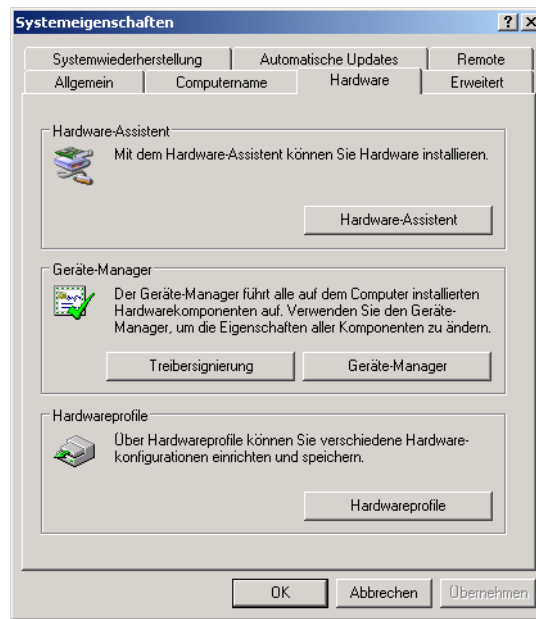 Systemeigenschaften
Systemwiederherstellung Automatische Updates Remote
Allgemein Computername Hardware Erweitert
Hardware-Assistent
Mit dem Hardware-Assistent können Sie Hardware installieren.
Hardware-Assistent
Geräte-Manager
Der Geräte-Manager führt alle auf dem Computer installierten
Hardwarekomponenten auf. Verwenden Sie den Geräte-
Manager, um die Eigenschaften aller Komponenten zu ändern.
Treibersignierung Geräte-Manager
Hardwareprofile
Über Hardwareprofile können Sie verschiedene Hardware-
konfigurationen einrichten und speichern.
Hardwareprofile
OK Abbrechen Übernehmen